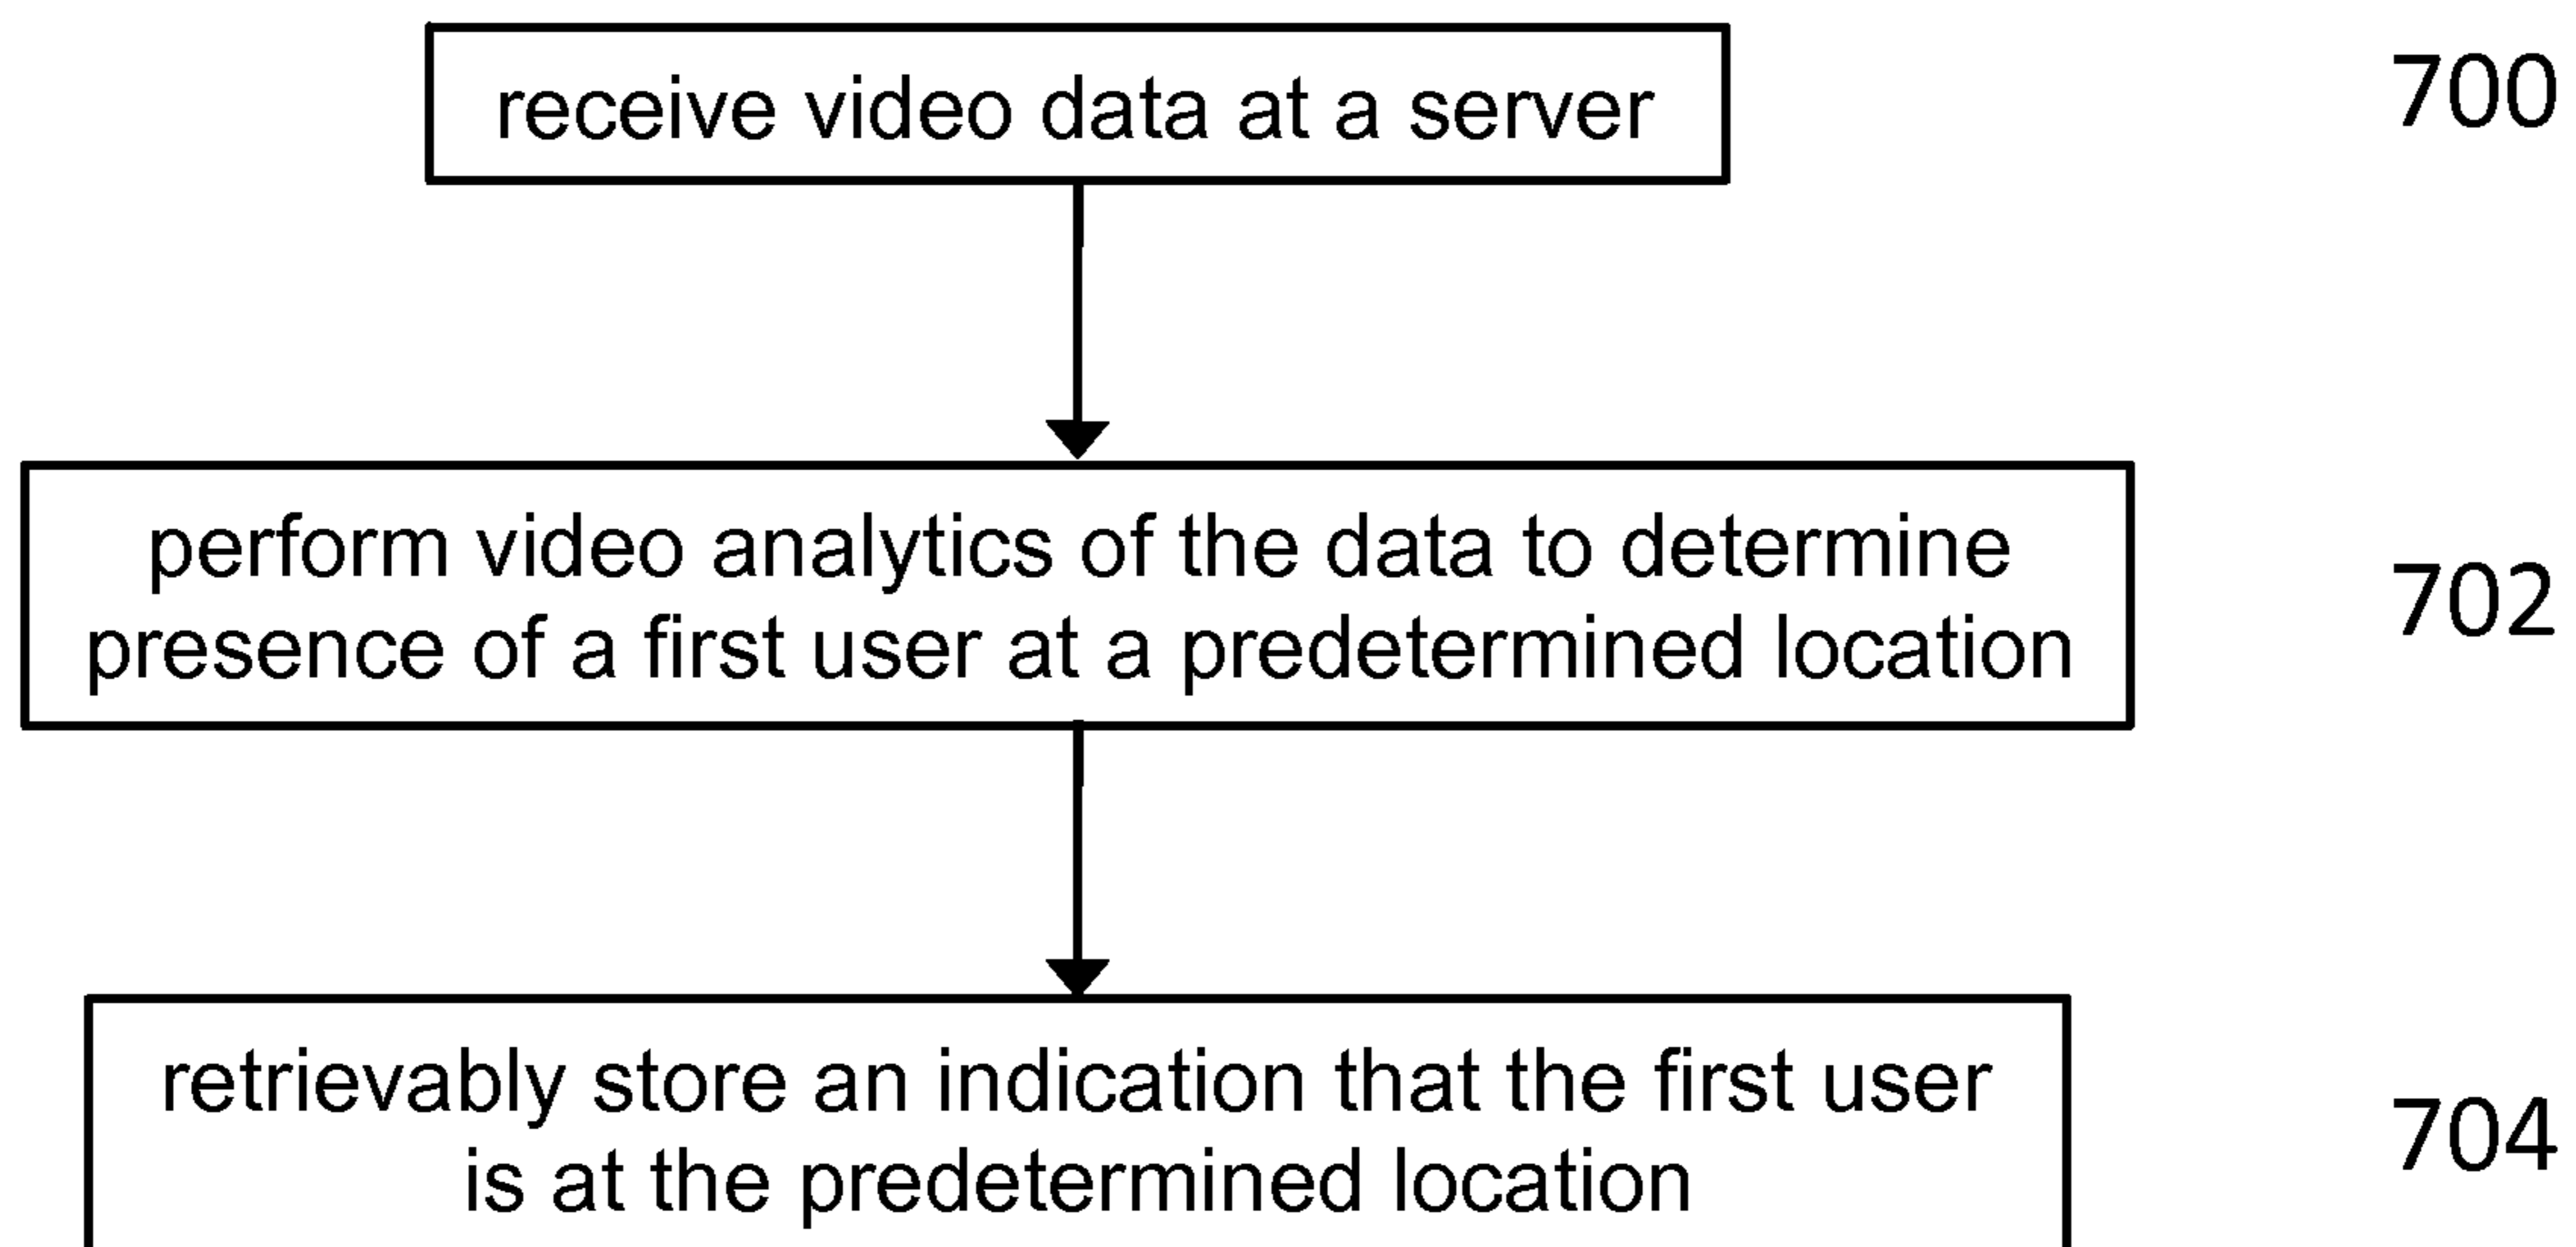 receive video data at a server
700
perform video analytics of the data to determine
presence of a first user at a predetermined location
702
retrievably store an indication that the first user
is at the predetermined location
704